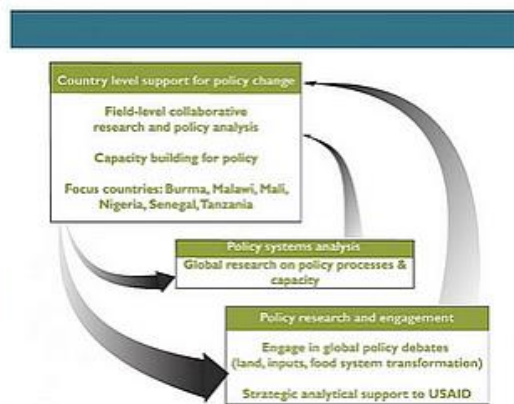 Country level support for policy change
Field-level collaborative
research and policy analysis
Capacity building for policy
Focus countries: Burma, Malawi, Mali,
Nigeria, Senegal, Tanzania
Policy systems analysis
Global research on policy processes &
capacity
Policy research and engagement
Engage in global policy debates
(land, inputs, food system transformation)
Strategic analytical support to USAID